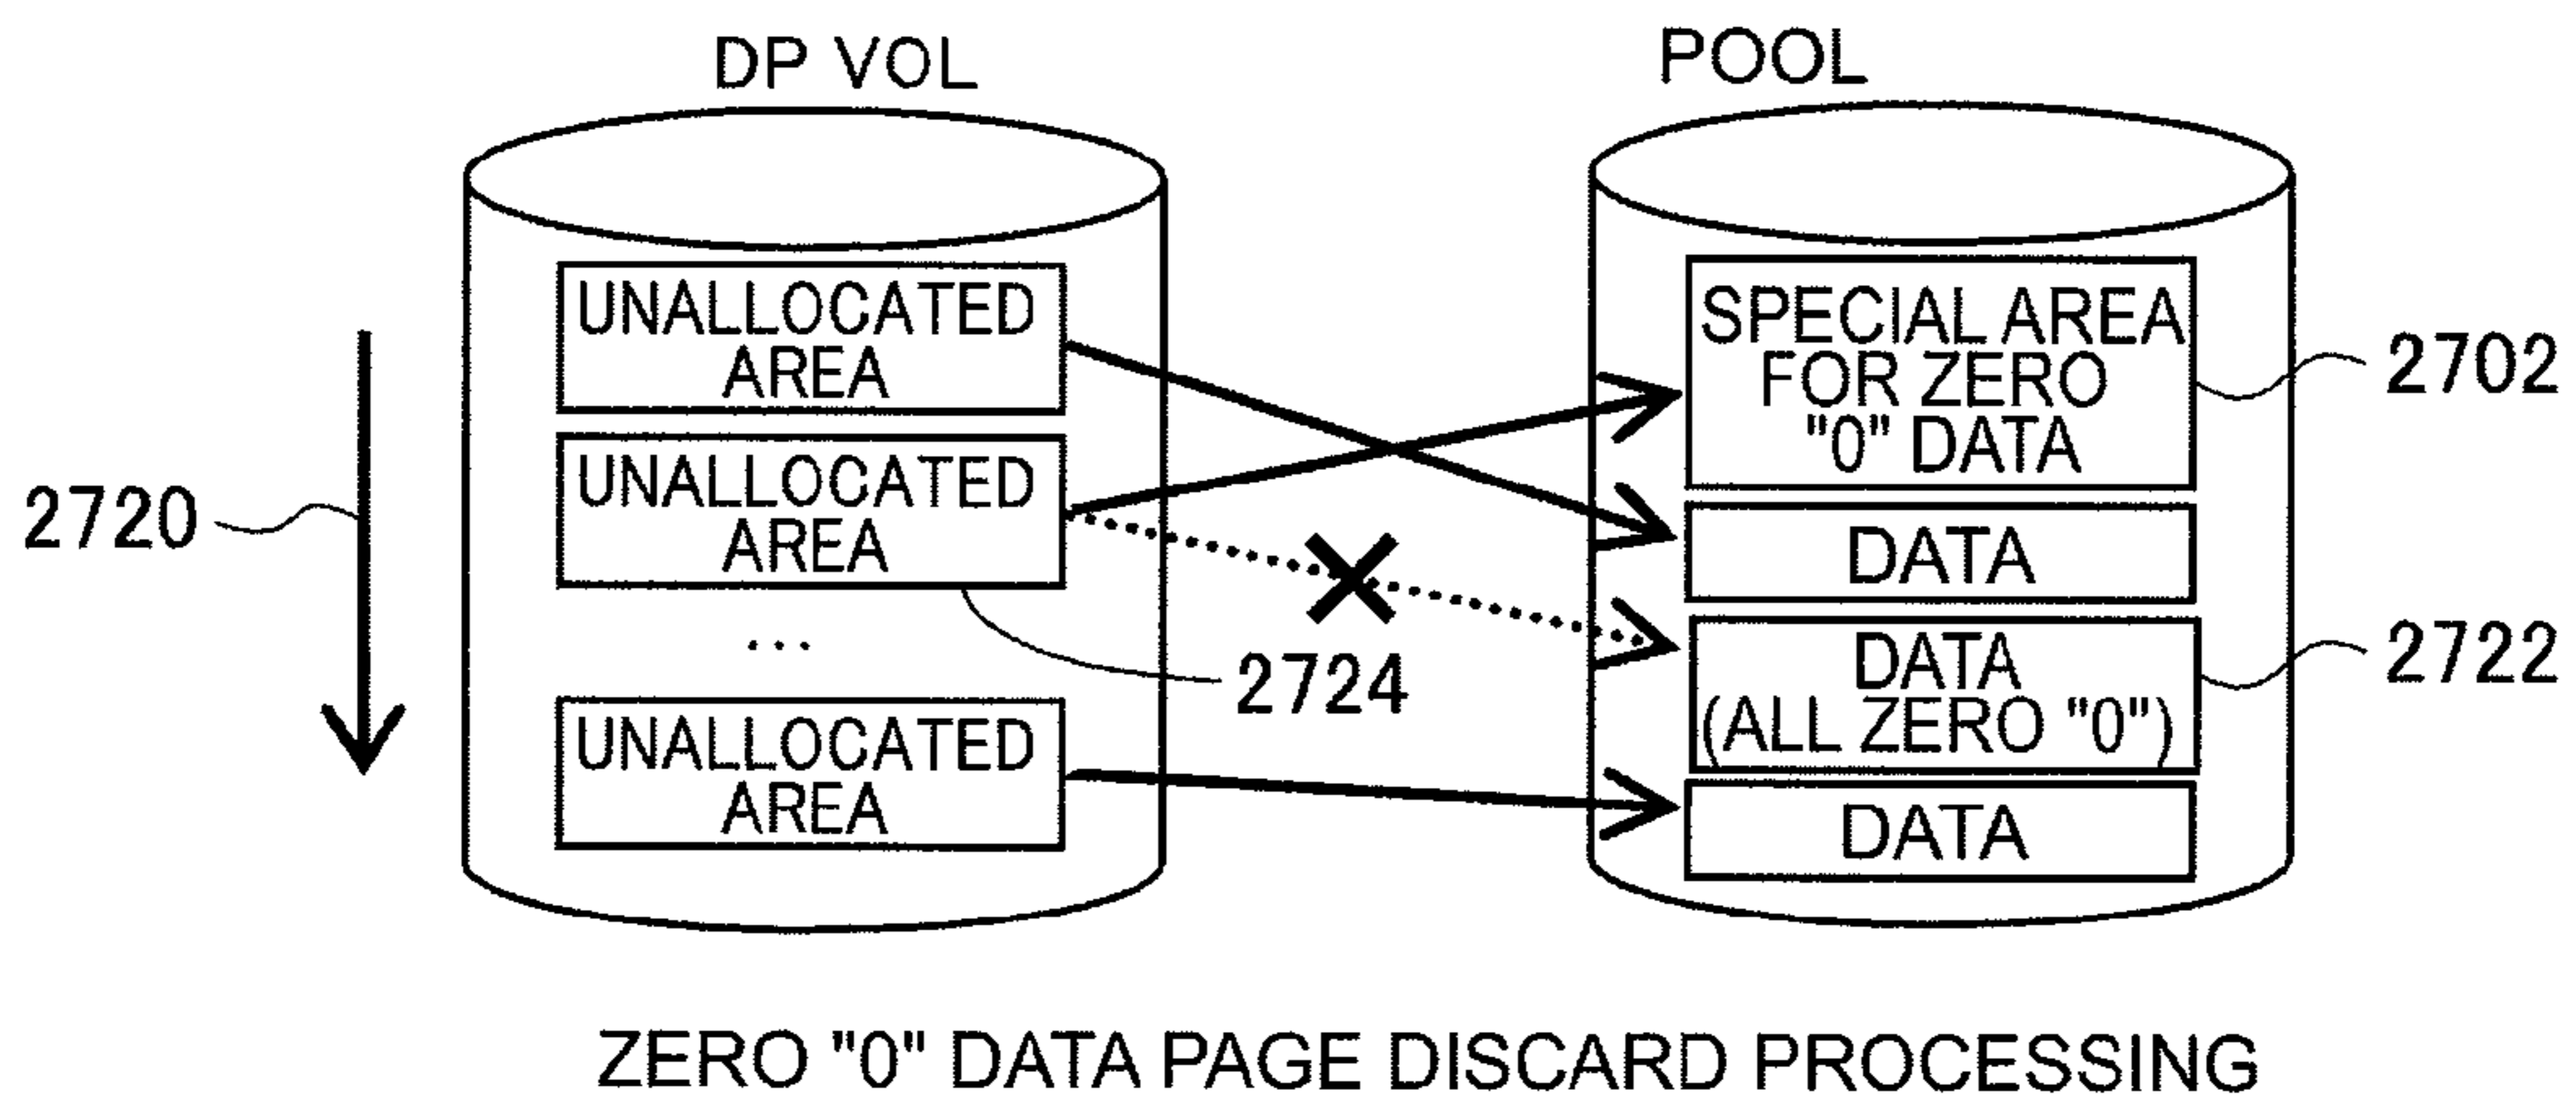 DP VOL
POOL
UNALLOCATED
AREA
UNALLOCATED
AREA
...
UNALLOCATED
AREA
SPECIAL AREA
FOR ZERO
"0" DATA
DATA
DATA
(ALL ZERO "0")
DATA
2702
2720
2722
2724
ZERO "0" DATA PAGE DISCARD PROCESSING